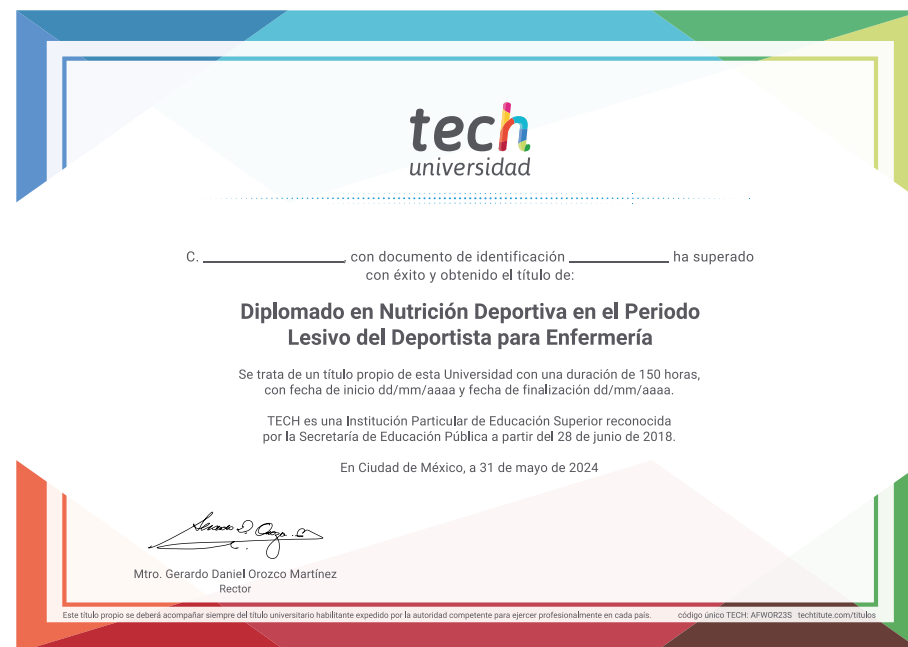 tech
universidad
C. ____________, con documento de identificación ____________ ha superado
con éxito y obtenido el título de:
Diplomado en Nutrición Deportiva en el Periodo
Lesivo del Deportista para Enfermería
Se trata de un título propio de esta Universidad con una duración de 150 horas,
con fecha de inicio dd/mm/aaaa y fecha de finalización dd/mm/aaaa.
TECH es una Institución Particular de Educación Superior reconocida
por la Secretaría de Educación Pública a partir del 28 de junio de 2018.
En Ciudad de México, a 31 de mayo de 2024
Mtro. Gerardo Daniel Orozco Martínez
Rector
Este título propio se deberá acompañar siempre del título universitario habilitante expedido por la autoridad competente para ejercer profesionalmente en cada país. código único TECH: AFWOR23S techtitute.com/titulos